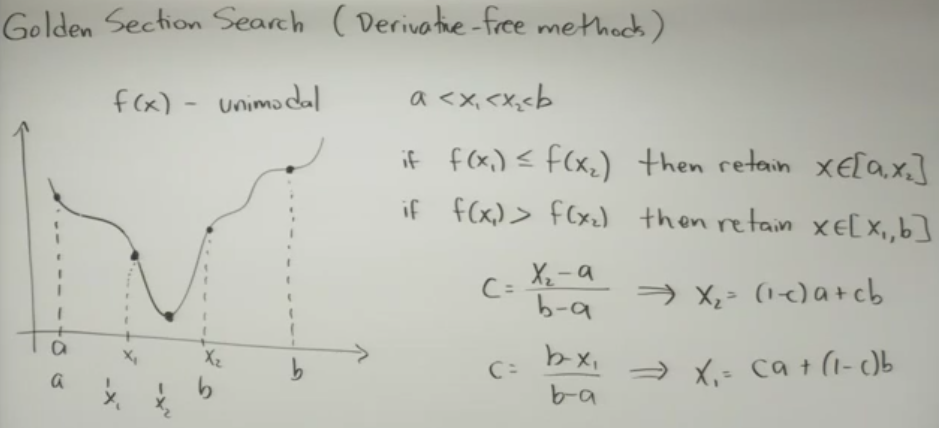 Golden Section Search (Derivative-free methods)
f(x) - unimodal
a < x₁ < x₂ < b
if f(x₁) ≤ f(x₂) then retain x∈[a,x₂]
if f(x₁) > f(x₂) then retain x∈[x₁,b]
C = (x₂-a)/(b-a) ⟹ x₂ = (1-c)a+cb
C = (b-x₁)/(b-a) ⟹ x₁ = ca + (1-c)b
a x₁ x₂ b
a x₁ x₂ b